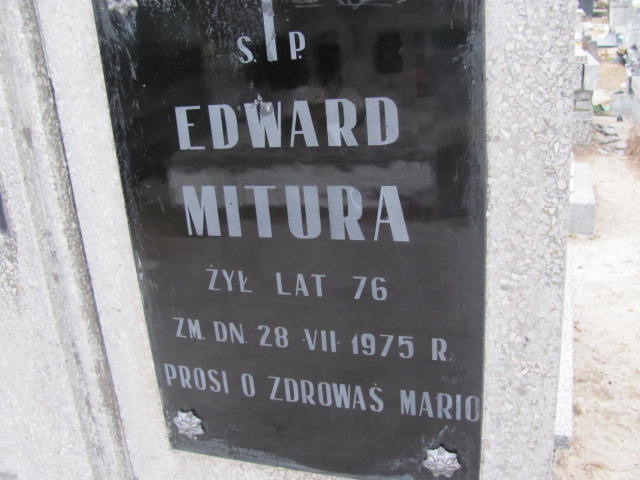 Ś.P.
EDWARD
MITURA
ŻYŁ LAT 76
ZM. DN. 28 ·VII· 1975 R.
PROSI O ZDROWAŚ MARIO